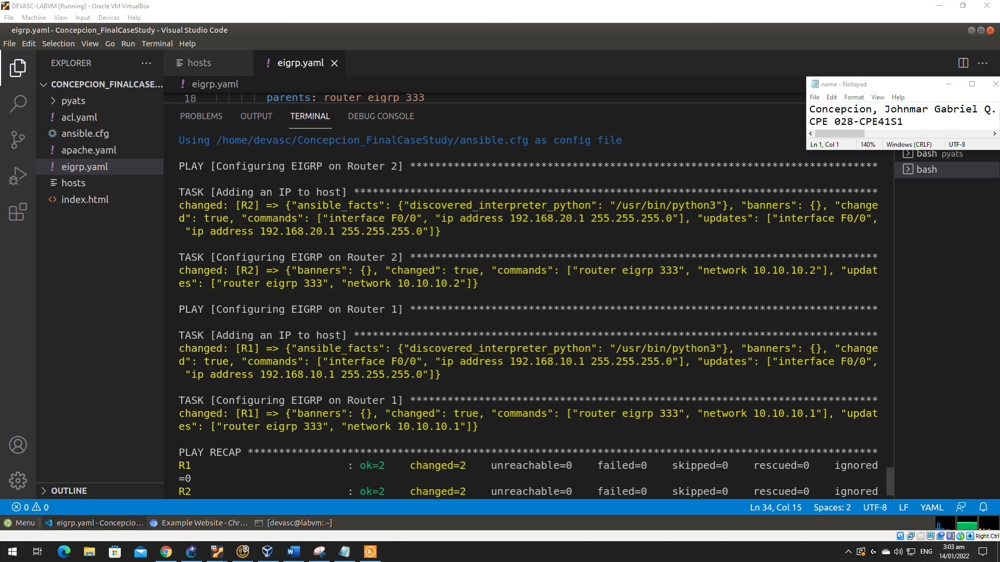 DEVASC-LABVM [Running] - Oracle VM VirtualBox
File Machine View Input Devices Help
eigrp.yaml - Concepcion_FinalCaseStudy - Visual Studio Code
File Edit Selection View Go Run Terminal Help
EXPLORER ···
hosts
! eigrp.yaml
CONCEPCION_FINALCASE...
pyats
! acl.yaml
ansible.cfg
! apache.yaml
! eigrp.yaml
hosts
<> index.html
OUTLINE
! eigrp.yaml
18 parents: router eigrp 333
PROBLEMS OUTPUT TERMINAL DEBUG CONSOLE
Using /home/devasc/Concepcion_FinalCaseStudy/ansible.cfg as config file
PLAY [Configuring EIGRP on Router 2] ***************************************************************************
TASK [Adding an IP to host] ************************************************************************************
changed: [R2] => {"ansible_facts": {"discovered_interpreter_python": "/usr/bin/python3"}, "banners": {}, "change
d": true, "commands": ["interface F0/0", "ip address 192.168.20.1 255.255.255.0"], "updates": ["interface F0/0",
"ip address 192.168.20.1 255.255.255.0"]}
TASK [Configuring EIGRP on Router 2] ***************************************************************************
changed: [R2] => {"banners": {}, "changed": true, "commands": ["router eigrp 333", "network 10.10.10.2"], "updat
es": ["router eigrp 333", "network 10.10.10.2"]}
PLAY [Configuring EIGRP on Router 1] ***************************************************************************
TASK [Adding an IP to host] ************************************************************************************
changed: [R1] => {"ansible_facts": {"discovered_interpreter_python": "/usr/bin/python3"}, "banners": {}, "change
d": true, "commands": ["interface F0/0", "ip address 192.168.10.1 255.255.255.0"], "updates": ["interface F0/0",
"ip address 192.168.10.1 255.255.255.0"]}
TASK [Configuring EIGRP on Router 1] ***************************************************************************
changed: [R1] => {"banners": {}, "changed": true, "commands": ["router eigrp 333", "network 10.10.10.1"], "updat
es": ["router eigrp 333", "network 10.10.10.1"]}
PLAY RECAP *****************************************************************************************************
R1 : ok=2 changed=2 unreachable=0 failed=0 skipped=0 rescued=0 ignored
=0
R2 : ok=2 changed=2 unreachable=0 failed=0 skipped=0 rescued=0 ignored
name - Notepad
File Edit Format View Help
Concepcion, Johnmar Gabriel Q.
CPE 028-CPE41S1
Ln 1, Col 1 140% Windows (CRLF) UTF-8
bash pyats
bash
0 0
Ln 34, Col 15 Spaces: 2 UTF-8 LF YAML
Menu eigrp.yaml - Concepcio... Example Website - Chr... [devasc@labvm: ~]
Right Ctrl
ENG
3:03 am
14/01/2022